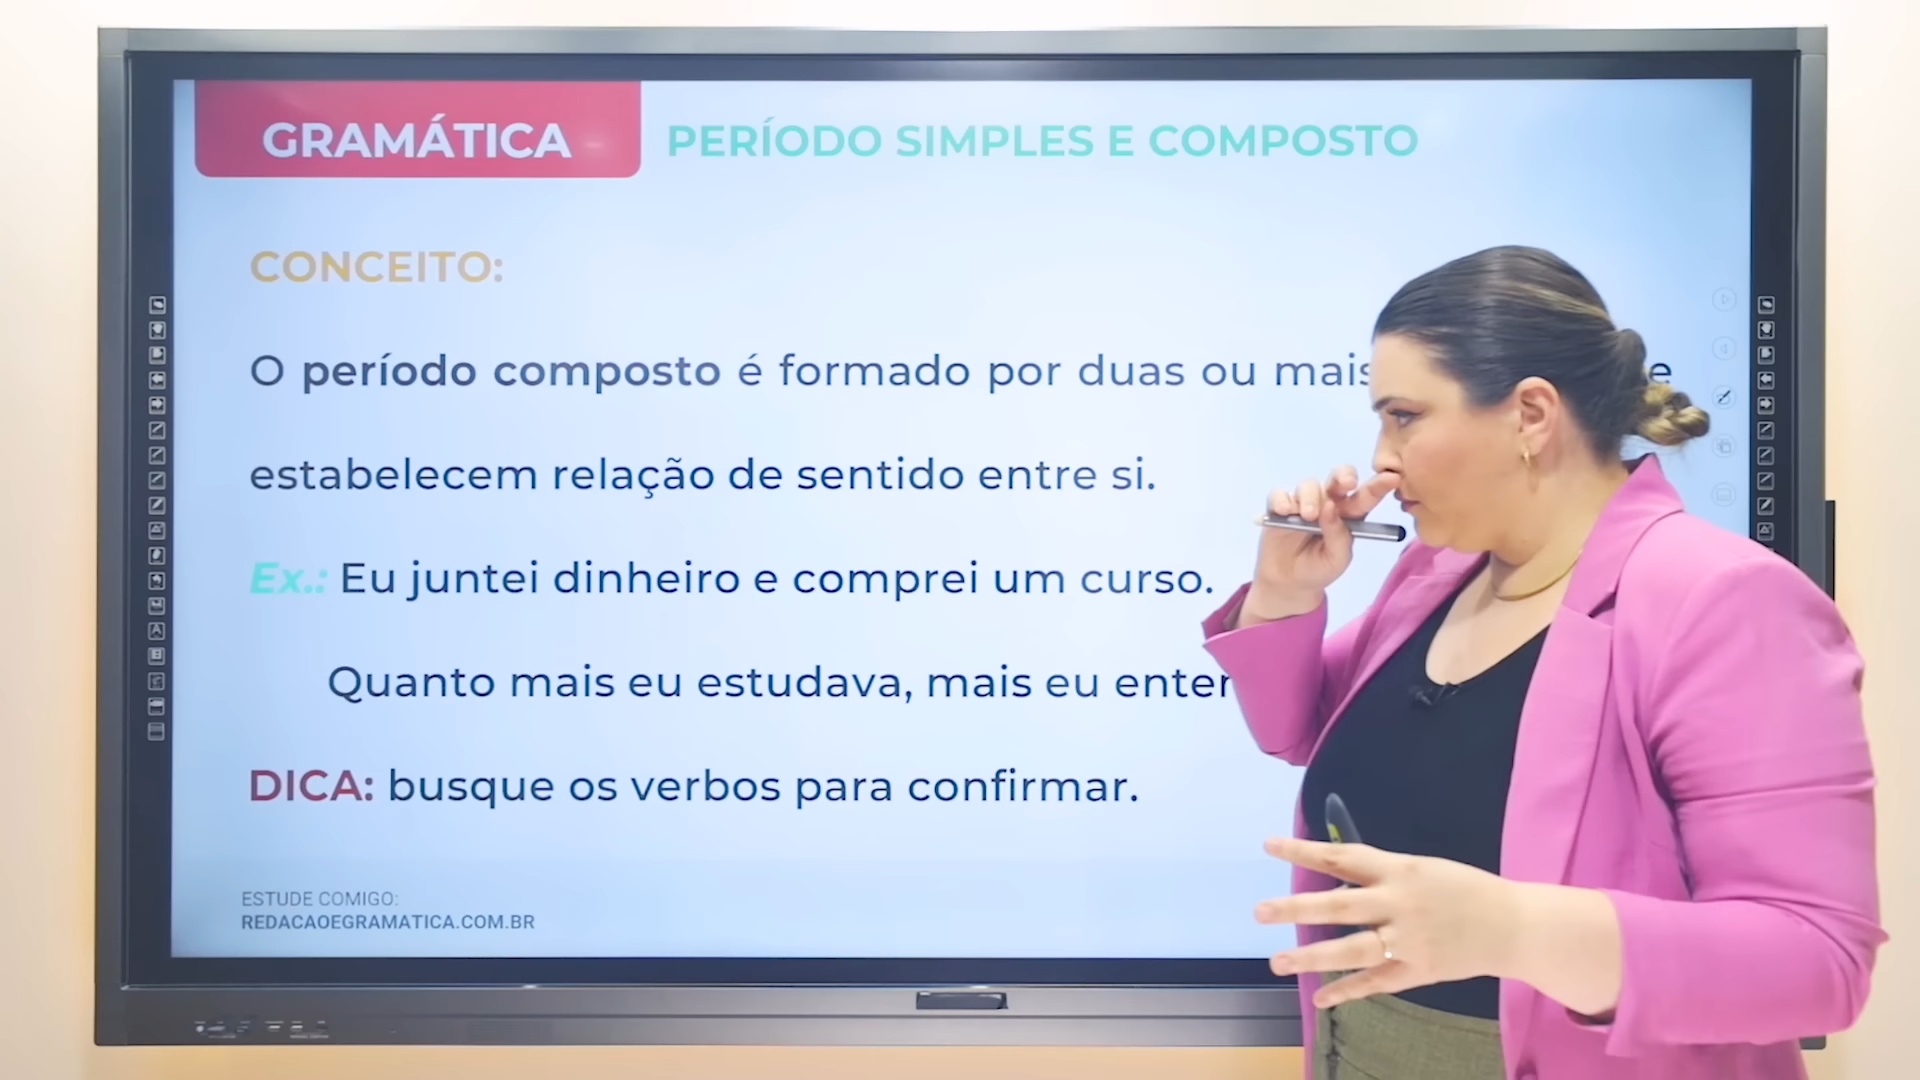 GRAMÁTICA
PERÍODO SIMPLES E COMPOSTO
CONCEITO:
O período composto é formado por duas ou mais
estabelecem relação de sentido entre si.
Ex.: Eu juntei dinheiro e comprei um curso.
Quanto mais eu estudava, mais eu
DICA: busque os verbos para confirmar.
ESTUDE COMIGO:
REDACAOEGRAMATICA.COM.BR